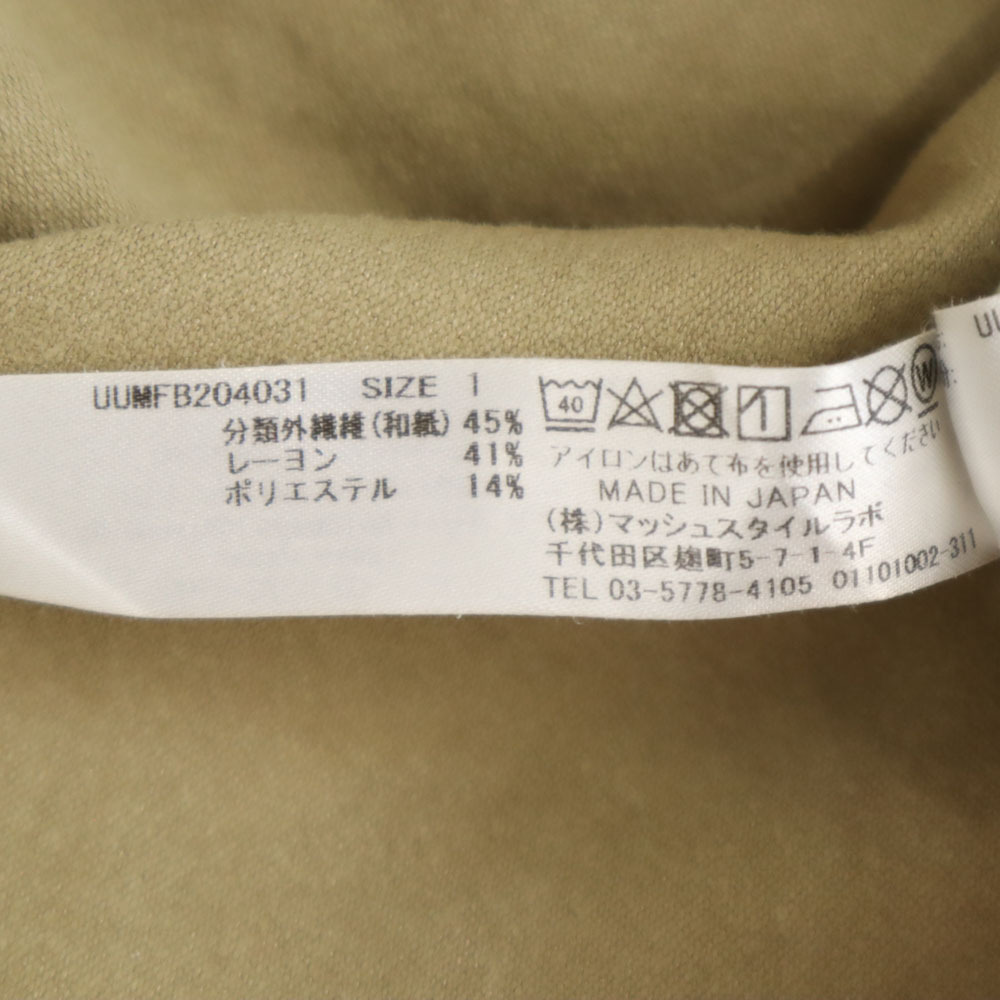 UUMFB204031 SIZE 1
分類外繊維(和紙) 45%
レーヨン 41%
ポリエステル 14%
40
W
アイロンはあて布を使用してください
MADE IN JAPAN
(株)マッシュスタイルラボ
千代田区麹町5-7-1-4F
TEL 03-5778-4105 01101002-311